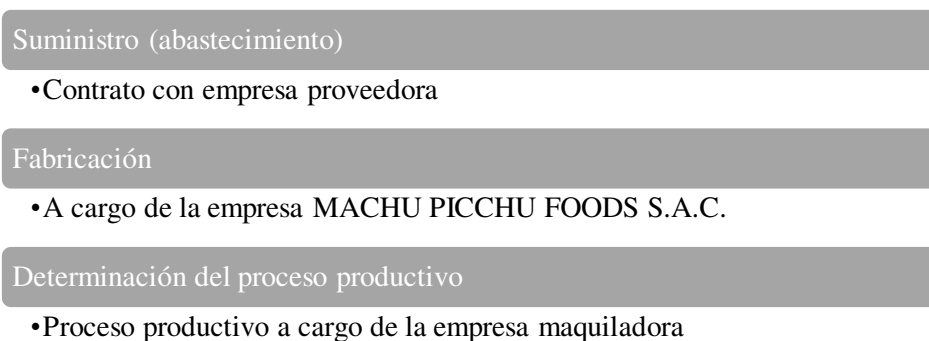 Suministro (abastecimiento)
•Contrato con empresa proveedora
Fabricación
•A cargo de la empresa MACHU PICCHU FOODS S.A.C.
Determinación del proceso productivo
•Proceso productivo a cargo de la empresa maquiladora